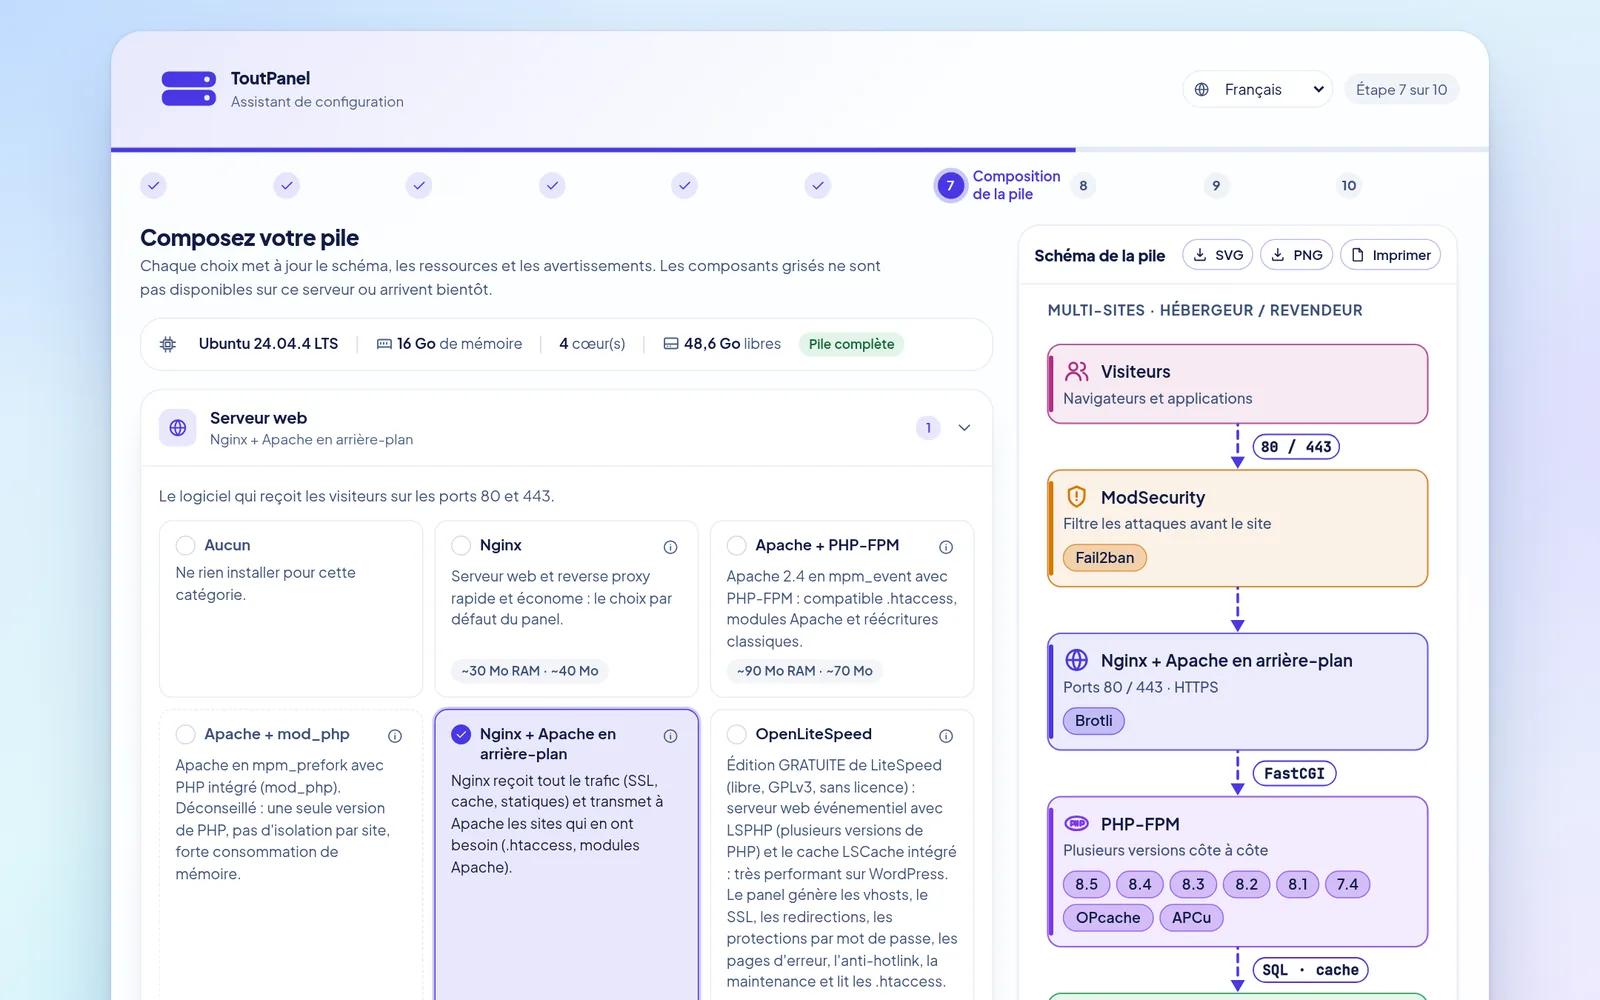 ToutPanel
Assistant de configuration
Français
Étape 7 sur 10
7
Composition
de la pile
8
9
10
Composez votre pile
Chaque choix met à jour le schéma, les ressources et les avertissements. Les composants grisés ne sont
pas disponibles sur ce serveur ou arrivent bientôt.
Ubuntu 24.04.4 LTS
16 Go de mémoire
4 cœur(s)
48,6 Go libres
Pile complète
Serveur web
Nginx + Apache en arrière-plan
1
Le logiciel qui reçoit les visiteurs sur les ports 80 et 443.
Aucun
Ne rien installer pour cette
catégorie.
Nginx
Serveur web et reverse proxy
rapide et économe : le choix par
défaut du panel.
~30 Mo RAM · ~40 Mo
Apache + PHP-FPM
Apache 2.4 en mpm_event avec
PHP-FPM : compatible .htaccess,
modules Apache et réécritures
classiques.
~90 Mo RAM · ~70 Mo
Apache + mod_php
Apache en mpm_prefork avec
PHP intégré (mod_php).
Déconseillé : une seule version
de PHP, pas d'isolation par site,
forte consommation de
mémoire.
Nginx + Apache en
arrière-plan
Nginx reçoit tout le trafic (SSL,
cache, statiques) et transmet à
Apache les sites qui en ont
besoin (.htaccess, modules
Apache).
OpenLiteSpeed
Édition GRATUITE de LiteSpeed
(libre, GPLv3, sans licence) :
serveur web événementiel avec
LSPHP (plusieurs versions de
PHP) et le cache LSCache intégré
: très performant sur WordPress.
Le panel génère les vhosts, le
SSL, les redirections, les
protections par mot de passe, les
pages d'erreur, l'anti-hotlink, la
maintenance et lit les .htaccess.
Schéma de la pile
SVG
PNG
Imprimer
MULTI-SITES · HÉBERGEUR / REVENDEUR
Visiteurs
Navigateurs et applications
80 / 443
ModSecurity
Filtre les attaques avant le site
Fail2ban
Nginx + Apache en arrière-plan
Ports 80 / 443 · HTTPS
Brotli
FastCGI
PHP
PHP-FPM
Plusieurs versions côte à côte
8.5 8.4 8.3 8.2 8.1 7.4
OPcache APCu
SQL · cache